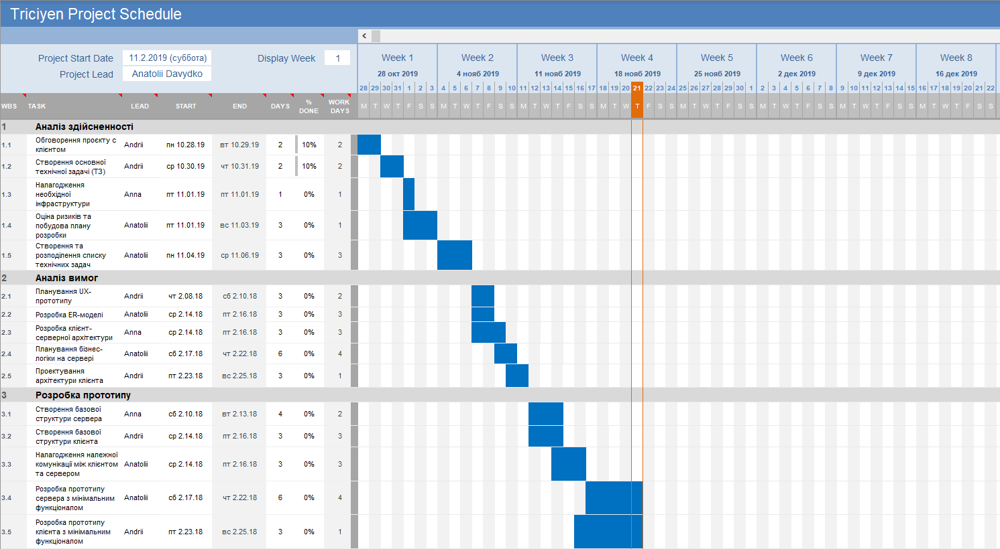 Triciyen Project Schedule
Project Start Date 11.2.2019 (суббота) Display Week 1
Project Lead Anatolii Davydko
Week 1 Week 2 Week 3 Week 4 Week 5 Week 6 Week 7 Week 8
28 окт 2019 4 нояб 2019 11 нояб 2019 18 нояб 2019 25 нояб 2019 2 дек 2019 9 дек 2019 16 дек 2019
28 29 30 31 1 2 3 4 5 6 7 8 9 10 11 12 13 14 15 16 17 18 19 20 21 22 23 24 25 26 27 28 29 30 1 2 3 4 5 6 7 8 9 10 11 12 13 14 15 16 17 18 19 20 21 22
WBS TASK LEAD START END DAYS % DONE WORK DAYS
M T W T F S S M T W T F S S M T W T F S S M T W T F S S M T W T F S S M T W T F S S M T W T F S S M T W T F S S
1 Аналіз здійсненності
1.1 Обговорення проєкту с клієнтом Andrii пн 10.28.19 вт 10.29.19 2 10% 2
1.2 Створення основної технічної задачі (ТЗ) Andrii ср 10.30.19 чт 10.31.19 2 10% 2
1.3 Налагодження необхідної інфраструктури Anna пт 11.01.19 пт 11.01.19 1 0% 1
1.4 Оціна ризиків та побудова плану розробки Anatolii пт 11.01.19 вс 11.03.19 3 0% 1
1.5 Створення та розподілення списку технічних задач Anatolii пн 11.04.19 ср 11.06.19 3 0% 3
2 Аналіз вимог
2.1 Планування UX-прототипу Andrii чт 2.08.18 сб 2.10.18 3 0% 2
2.2 Розробка ER-моделі Anatolii ср 2.14.18 пт 2.16.18 3 0% 3
2.3 Розробка клієнт-серверної архітектури Anna ср 2.14.18 пт 2.16.18 3 0% 3
2.4 Планування бізнес-логіки на сервері Anatolii сб 2.17.18 чт 2.22.18 6 0% 4
2.5 Проектування архітектури клієнта Andrii пт 2.23.18 вс 2.25.18 3 0% 1
3 Розробка прототипу
3.1 Створення базової структури сервера Anna сб 2.10.18 вт 2.13.18 4 0% 2
3.2 Створення базової структури клієнта Andrii ср 2.14.18 пт 2.16.18 3 0% 3
3.3 Налагодження належної комунікації між клієнтом та сервером Anatolii ср 2.14.18 пт 2.16.18 3 0% 3
3.4 Розробка прототипу сервера з мінімальним функціоналом Anatolii сб 2.17.18 чт 2.22.18 6 0% 4
3.5 Розробка прототипу клієнта з мінімальним функціоналом Andrii пт 2.23.18 вс 2.25.18 3 0% 1